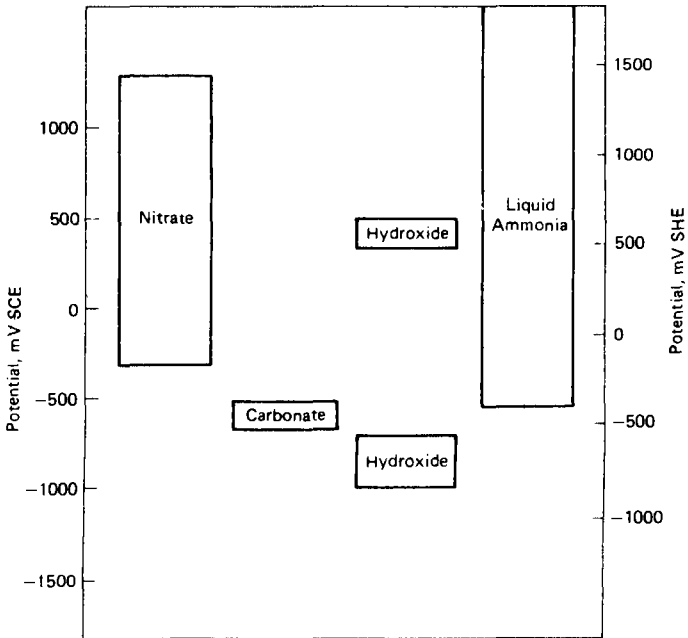 Potential, mV SCE
1000
500
0
−500
−1000
−1500
Nitrate
Carbonate
Hydroxide
Hydroxide
Liquid
Ammonia
1500
1000
500
0
−500
−1000
Potential, mV SHE